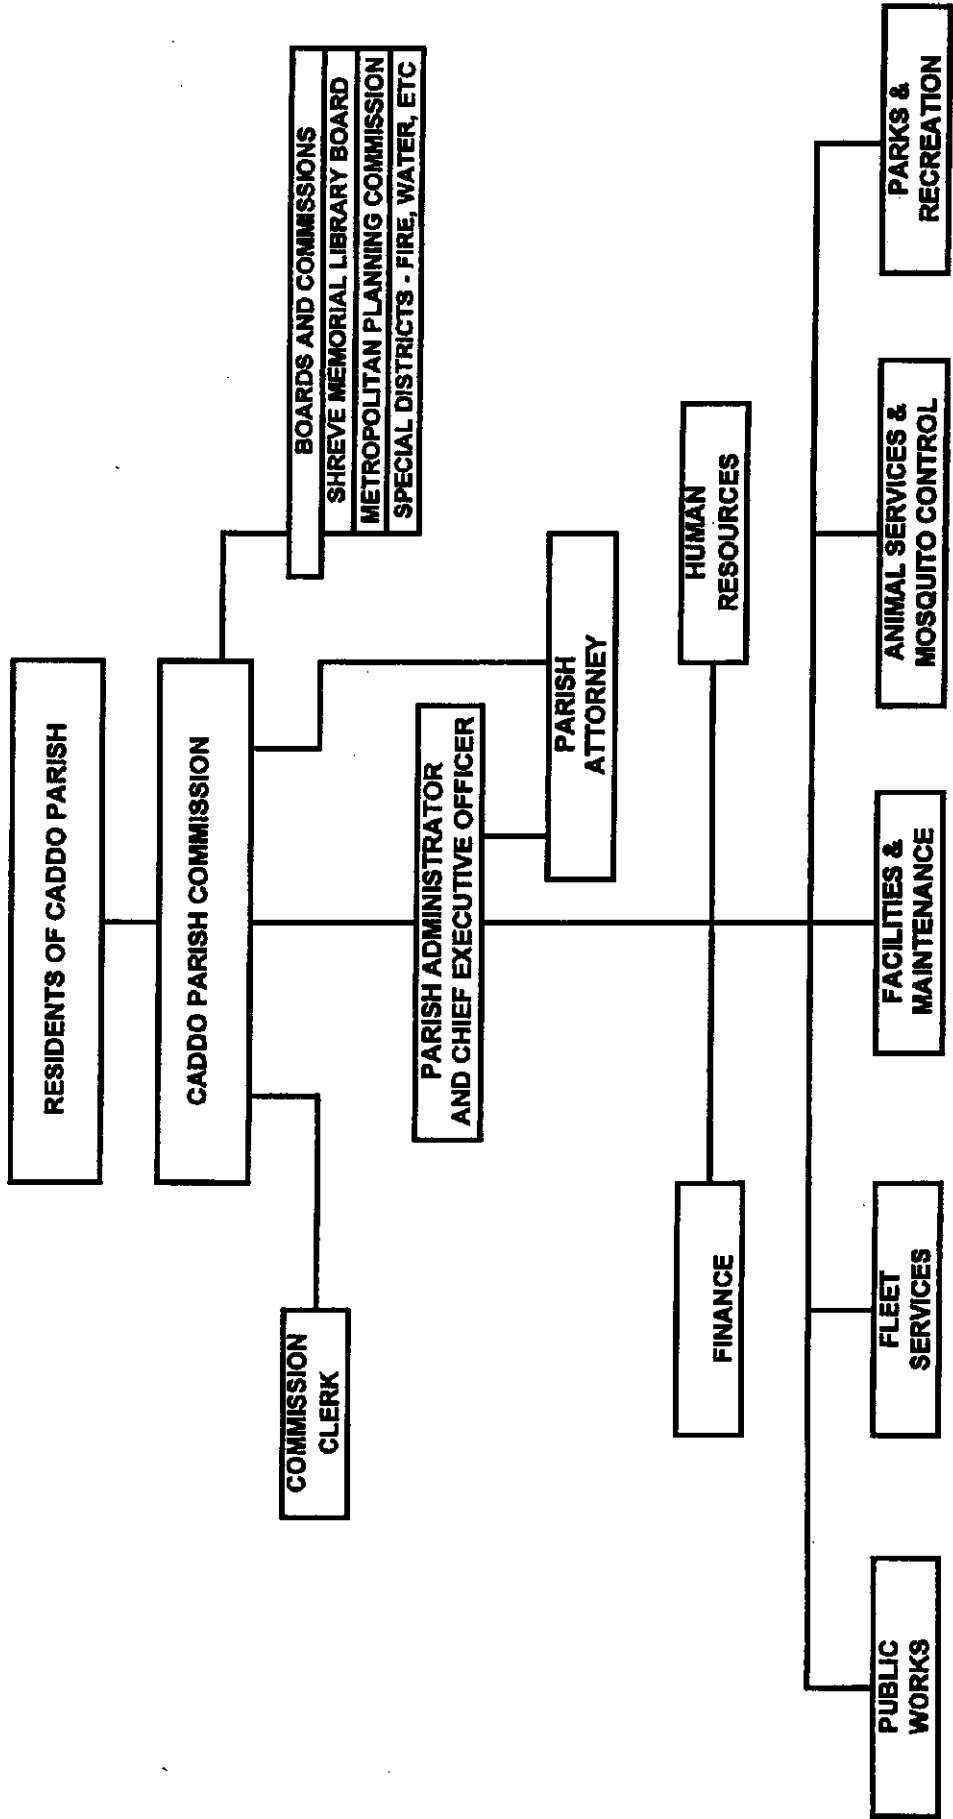 RESIDENTS OF CADDO PARISH
CADDO PARISH COMMISSION
COMMISSION
CLERK
BOARDS AND COMMISSIONS
SHREVE MEMORIAL LIBRARY BOARD
METROPOLITAN PLANNING COMMISSION
SPECIAL DISTRICTS - FIRE, WATER, ETC
PARISH ADMINISTRATOR
AND CHIEF EXECUTIVE OFFICER
PARISH
ATTORNEY
FINANCE
HUMAN
RESOURCES
PUBLIC
WORKS
FLEET
SERVICES
FACILITIES &
MAINTENANCE
ANIMAL SERVICES &
MOSQUITO CONTROL
PARKS &
RECREATION